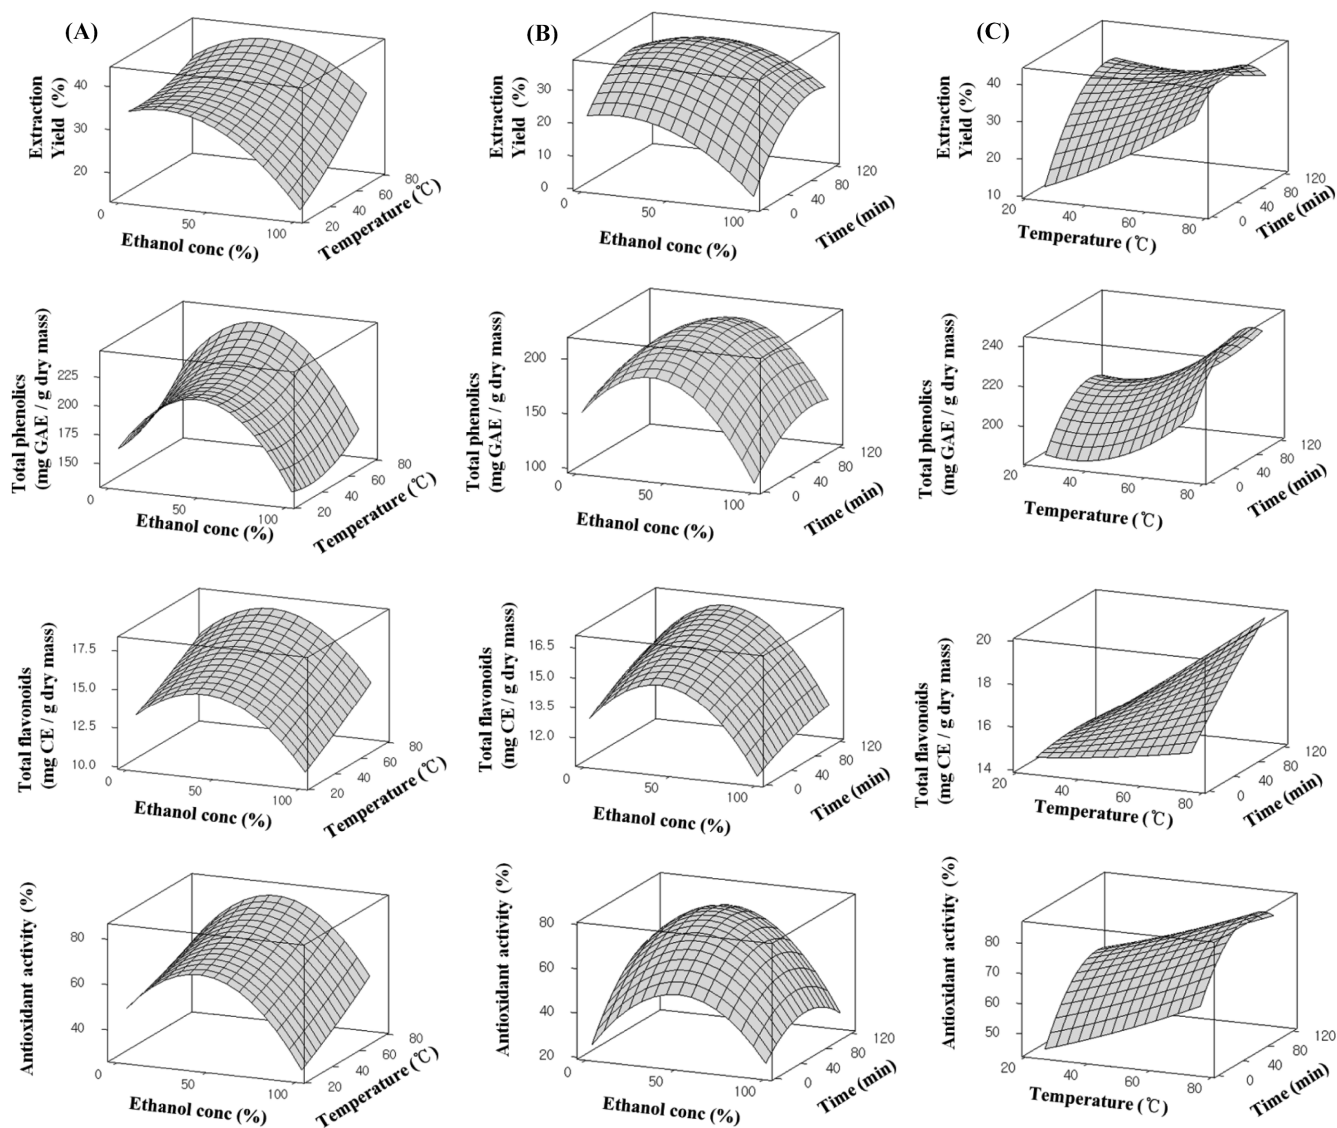 (A)
Extraction
Yield (%)
40
30
20
0
50
100
Ethanol conc (%)
20
40
60
80
Temperature (℃)
(B)
Extraction
Yield (%)
30
20
10
0
0
50
100
Ethanol conc (%)
0
40
80
120
Time (min)
(C)
Extraction
Yield (%)
40
30
20
10
20
40
60
80
Temperature (℃)
0
40
80
120
Time (min)
Total phenolics
(mg GAE / g dry mass)
225
200
175
150
0
50
100
Ethanol conc (%)
20
40
60
80
Temperature (℃)
Total phenolics
(mg GAE / g dry mass)
200
150
100
0
50
100
Ethanol conc (%)
0
40
80
120
Time (min)
Total phenolics
(mg GAE / g dry mass)
240
220
200
20
40
60
80
Temperature (℃)
0
40
80
120
Time (min)
Total flavonoids
(mg CE / g dry mass)
17.5
15.0
12.5
10.0
0
50
100
Ethanol conc (%)
20
40
60
80
Temperature (℃)
Total flavonoids
(mg CE / g dry mass)
16.5
15.0
13.5
12.0
0
50
100
Ethanol conc (%)
0
40
80
120
Time (min)
Total flavonoids
(mg CE / g dry mass)
20
18
16
14
20
40
60
80
Temperature (℃)
0
40
80
120
Time (min)
Antioxidant activity (%)
80
60
40
0
50
100
Ethanol conc (%)
20
40
60
80
Temperature (℃)
Antioxidant activity (%)
80
60
40
20
0
50
100
Ethanol conc (%)
0
40
80
120
Time (min)
Antioxidant activity (%)
80
70
60
50
20
40
60
80
Temperature (℃)
0
40
80
120
Time (min)